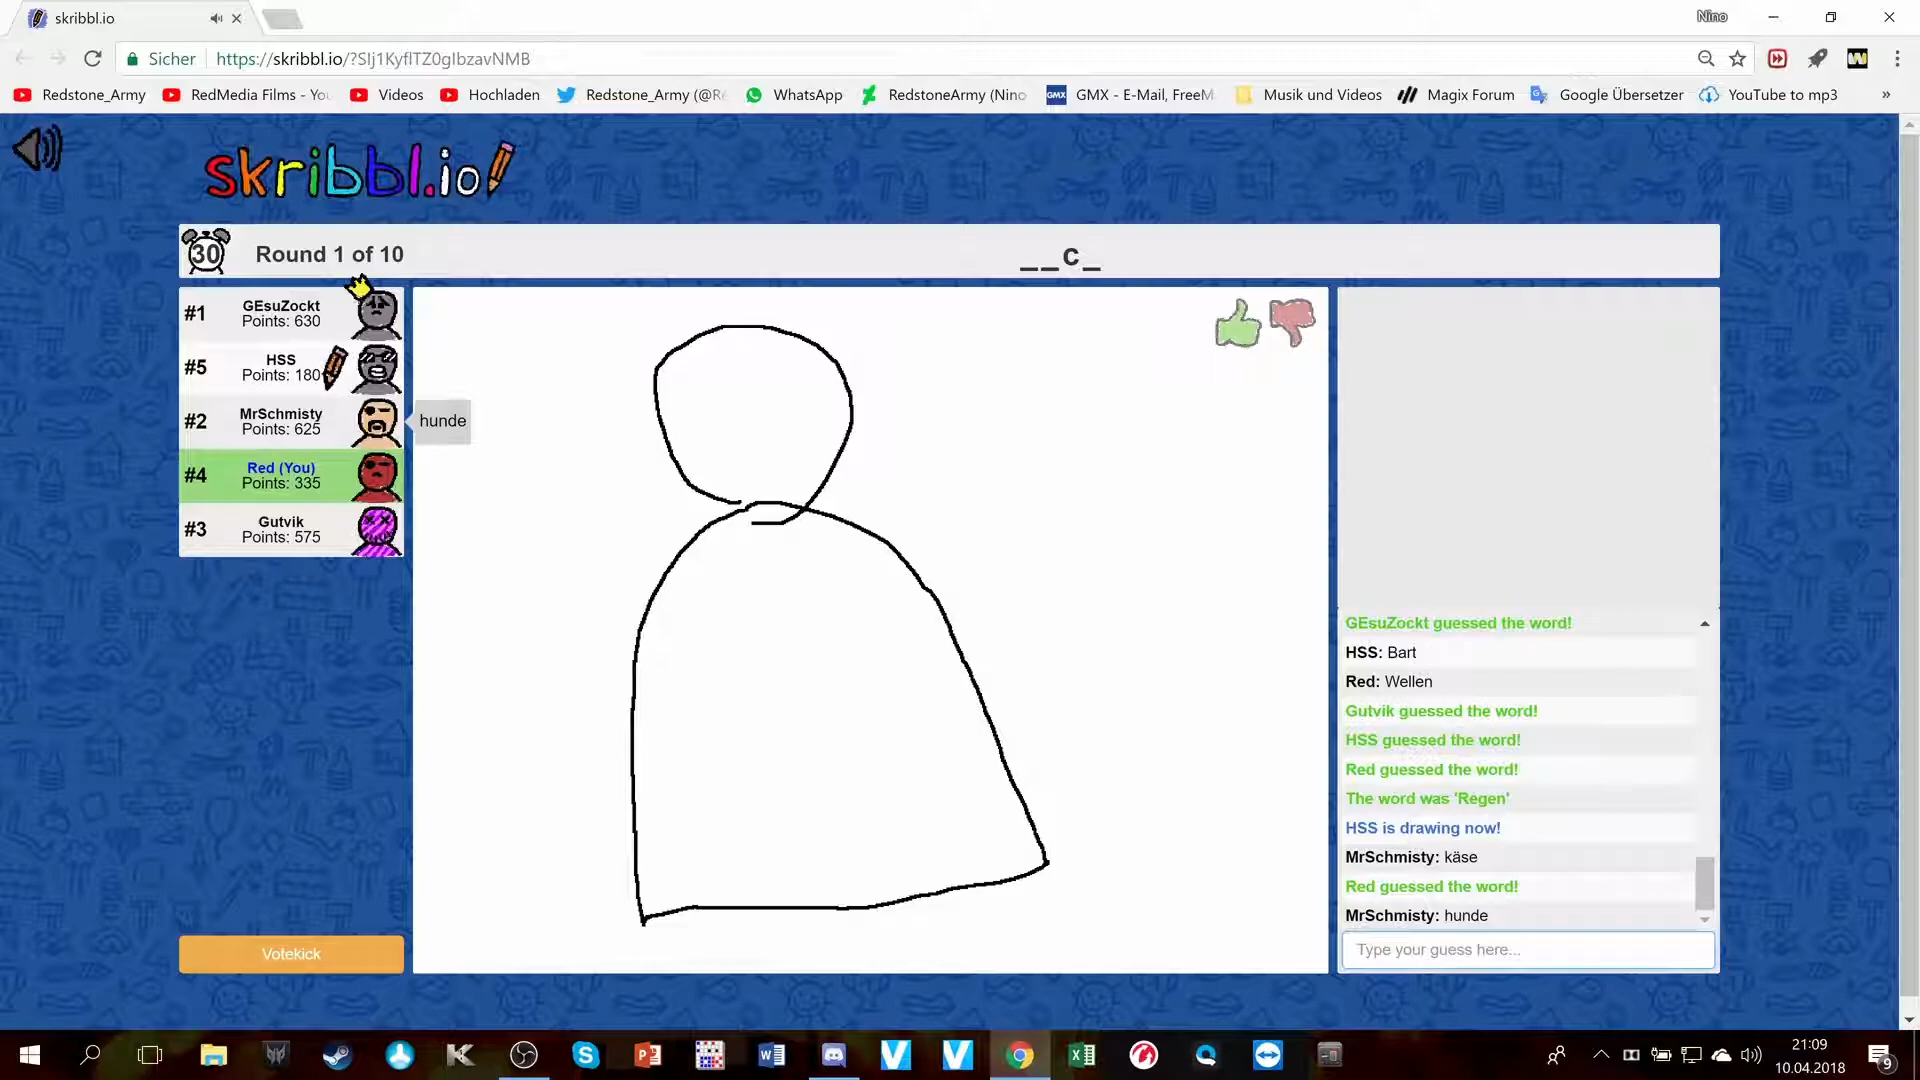 skribbl.io
Nino
Sicher https://skribbl.io/?SIj1KyflTZ0gIbzavNMB
Redstone_Army RedMedia Films - You Videos Hochladen Redstone_Army (@Re WhatsApp RedstoneArmy (Nino GMX - E-Mail, FreeM Musik und Videos Magix Forum Google Übersetzer YouTube to mp3 »
skribbl.io
30 Round 1 of 10 __c_
#1 GEsuZockt
Points: 630
#5 HSS
Points: 180
#2 MrSchmisty
Points: 625
hunde
#4 Red (You)
Points: 335
#3 Gutvik
Points: 575
Votekick
GEsuZockt guessed the word!
HSS: Bart
Red: Wellen
Gutvik guessed the word!
HSS guessed the word!
Red guessed the word!
The word was 'Regen'
HSS is drawing now!
MrSchmisty: käse
Red guessed the word!
MrSchmisty: hunde
Type your guess here...
21:09
10.04.2018
9